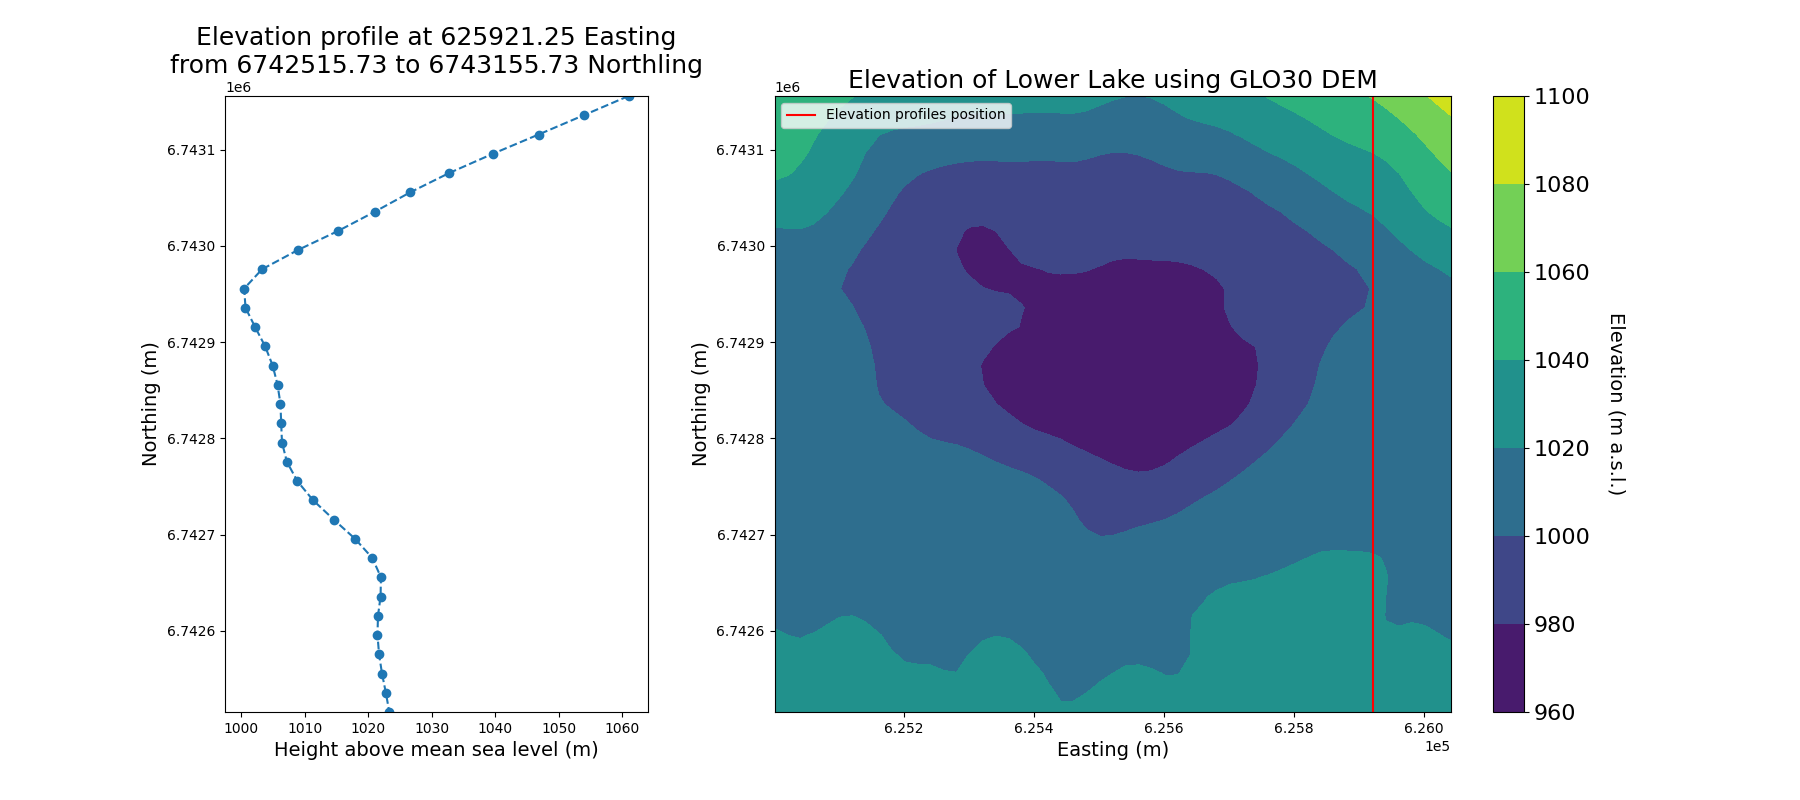 Elevation profile at 625921.25 Easting
from 6742515.73 to 6743155.73 Northling
1e6
6.7431
6.7430
6.7429
6.7428
6.7427
6.7426
Northing (m)
1000 1010 1020 1030 1040 1050 1060
Height above mean sea level (m)
Elevation of Lower Lake using GLO30 DEM
1e6
Elevation profiles position
6.7431
6.7430
6.7429
6.7428
6.7427
6.7426
Northing (m)
6.252 6.254 6.256 6.258 6.260
1e5
Easting (m)
1100
1080
1060
1040
1020
1000
980
960
Elevation (m a.s.l.)